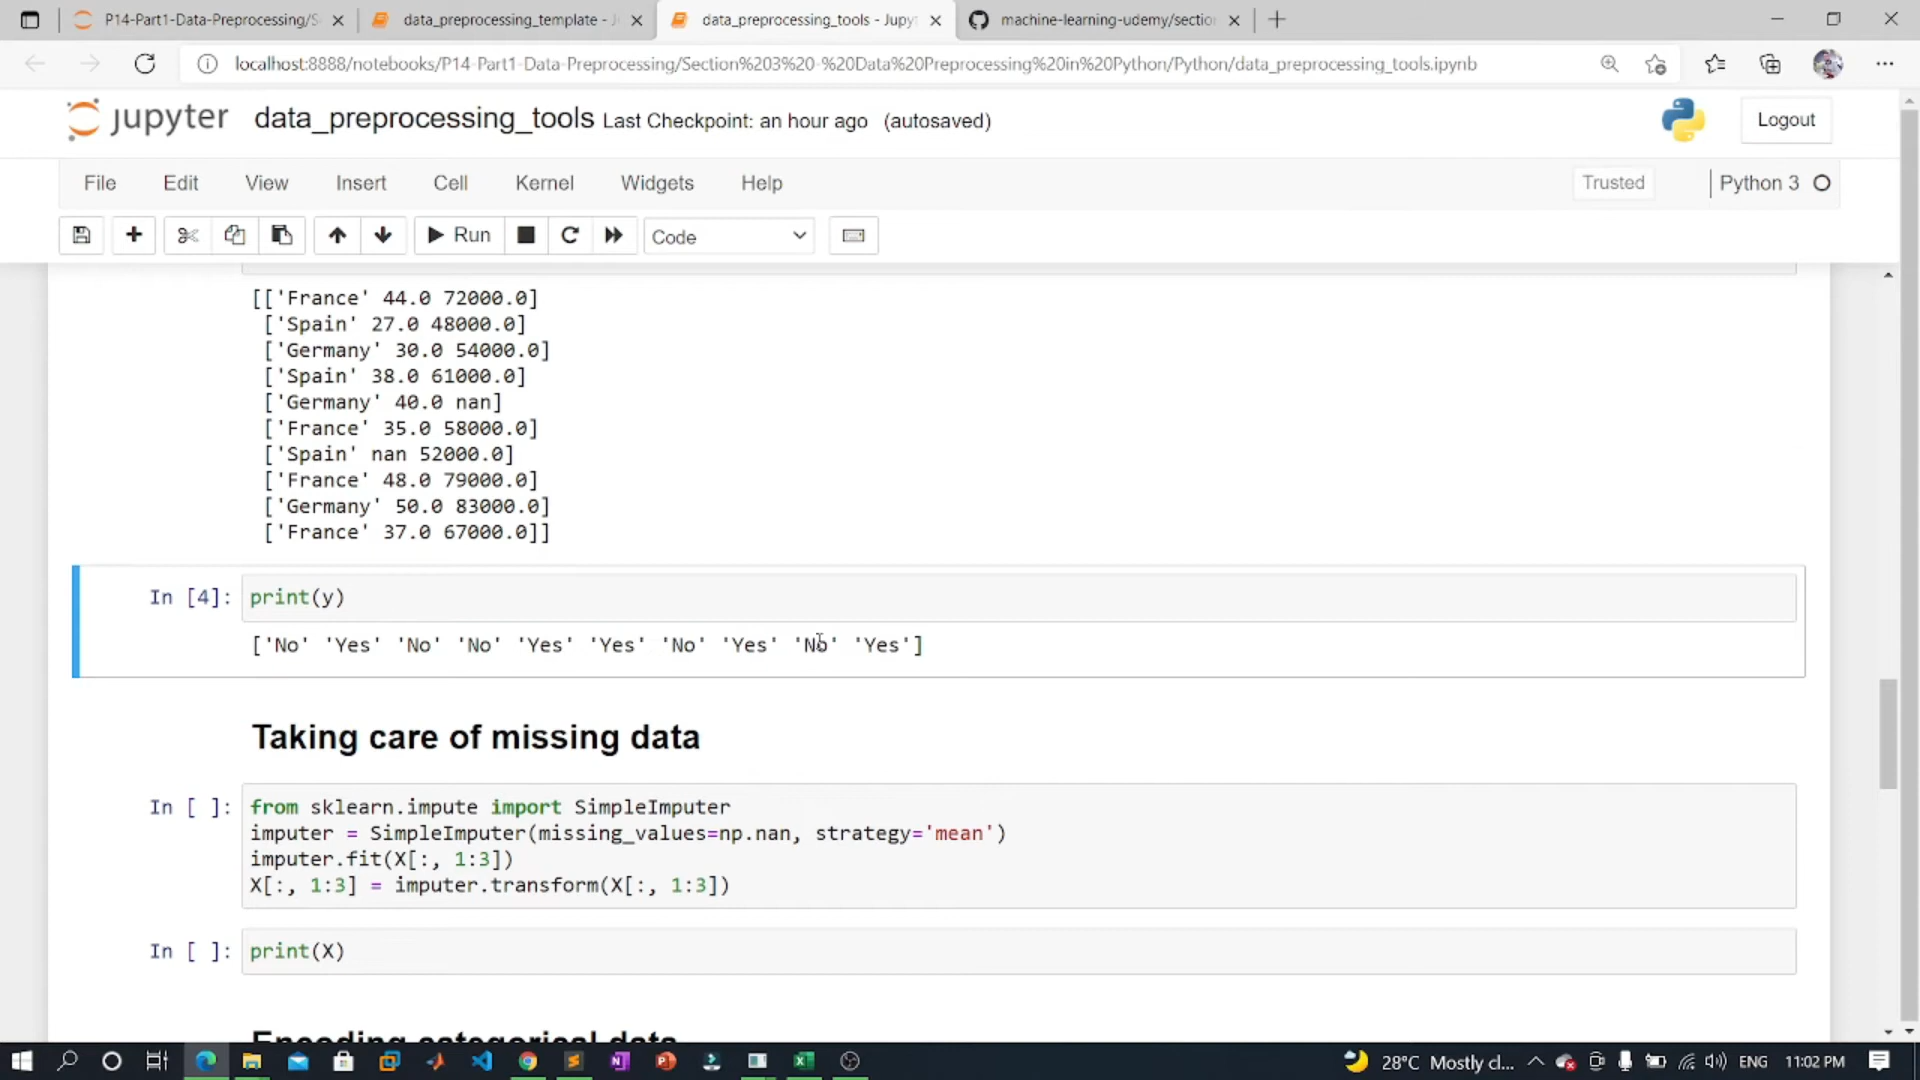 P14-Part1-Data-Preprocessing/S
data_preprocessing_template - J
data_preprocessing_tools - Jupyt
machine-learning-udemy/section
localhost:8888/notebooks/P14-Part1-Data-Preprocessing/Section%203%20-%20Data%20Preprocessing%20in%20Python/Python/data_preprocessing_tools.ipynb
jupyter data_preprocessing_tools Last Checkpoint: an hour ago (autosaved)
Logout
File Edit View Insert Cell Kernel Widgets Help
Trusted
Python 3
Run
Code
[['France' 44.0 72000.0]
['Spain' 27.0 48000.0]
['Germany' 30.0 54000.0]
['Spain' 38.0 61000.0]
['Germany' 40.0 nan]
['France' 35.0 58000.0]
['Spain' nan 52000.0]
['France' 48.0 79000.0]
['Germany' 50.0 83000.0]
['France' 37.0 67000.0]]
In [4]: print(y)
['No' 'Yes' 'No' 'No' 'Yes' 'Yes' 'No' 'Yes' 'No' 'Yes']
Taking care of missing data
In [ ]: from sklearn.impute import SimpleImputer
imputer = SimpleImputer(missing_values=np.nan, strategy='mean')
imputer.fit(X[:, 1:3])
X[:, 1:3] = imputer.transform(X[:, 1:3])
In [ ]: print(X)
Encoding categorical data
28°C Mostly cl...
ENG
11:02 PM